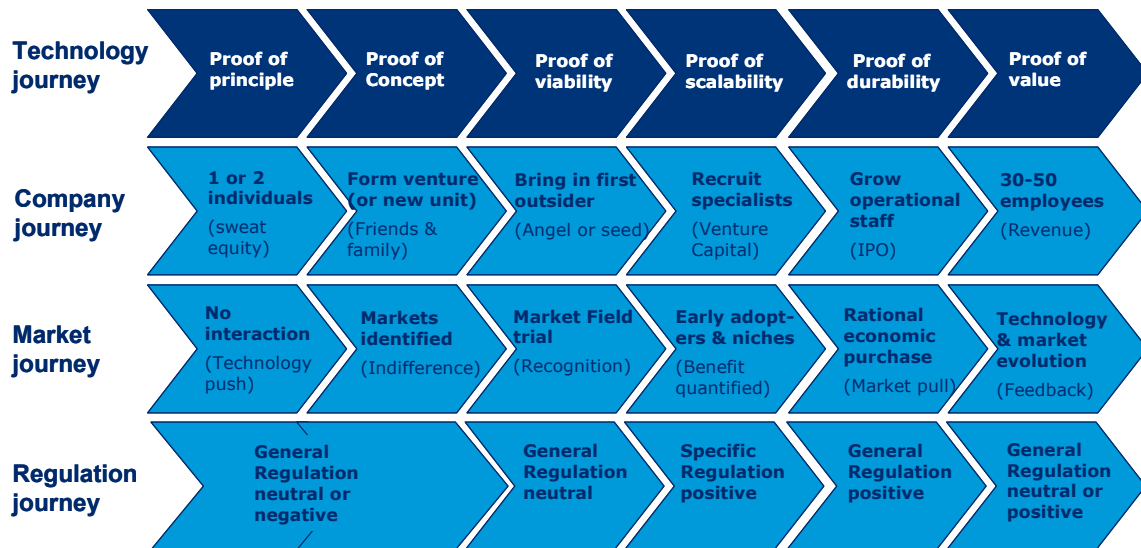 Technology
journey
Proof of
principle
Proof of
Concept
Proof of
viability
Proof of
scalability
Proof of
durability
Proof of
value
Company
journey
1 or 2
individuals
(sweat
equity)
Form venture
(or new unit)
(Friends &
family)
Bring in first
outsider
(Angel or seed)
Recruit
specialists
(Venture
Capital)
Grow
operational
staff
(IPO)
30-50
employees
(Revenue)
Market
journey
No
interaction
(Technology
push)
Markets
identified
(Indifference)
Market Field
trial
(Recognition)
Early adopt-
ers & niches
(Benefit
quantified)
Rational
economic
purchase
(Market pull)
Technology
& market
evolution
(Feedback)
Regulation
journey
General
Regulation
neutral or
negative
General
Regulation
neutral
Specific
Regulation
positive
General
Regulation
positive
General
Regulation
neutral or
positive